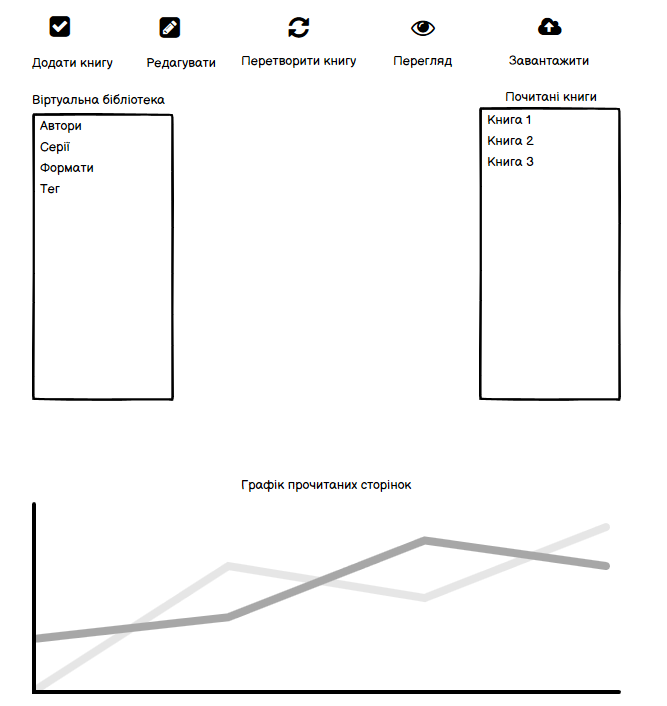 Додати книгу
Редагувати
Перетворити книгу
Перегляд
Завантажити
Віртуальна бібліотека
Автори
Серії
Формати
Тег
Почитані книги
Книга 1
Книга 2
Книга 3
Графік прочитаних сторінок